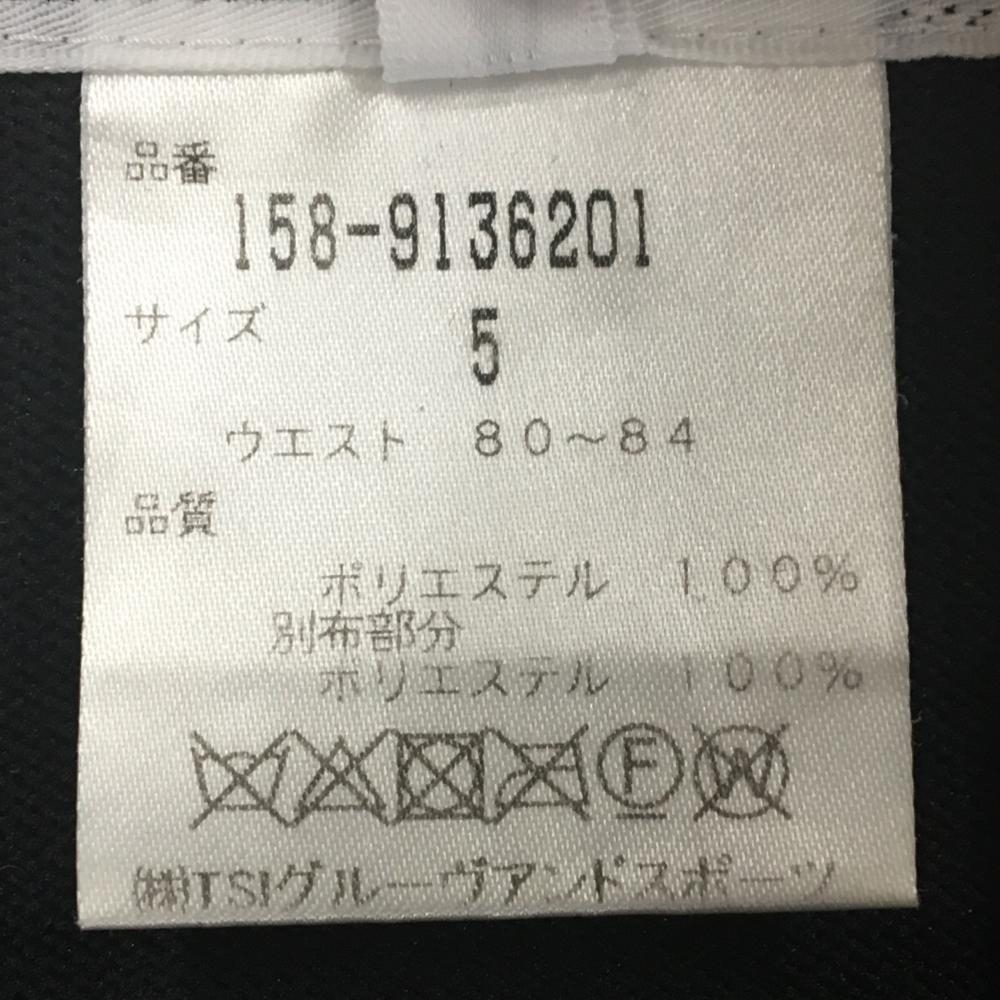 品番
158-9136201
サイズ 5
ウエスト 80～84
品質
ポリエステル 100%
別布部分
ポリエステル 100%
F W
㈱TSIグルーヴアンドスポーツ